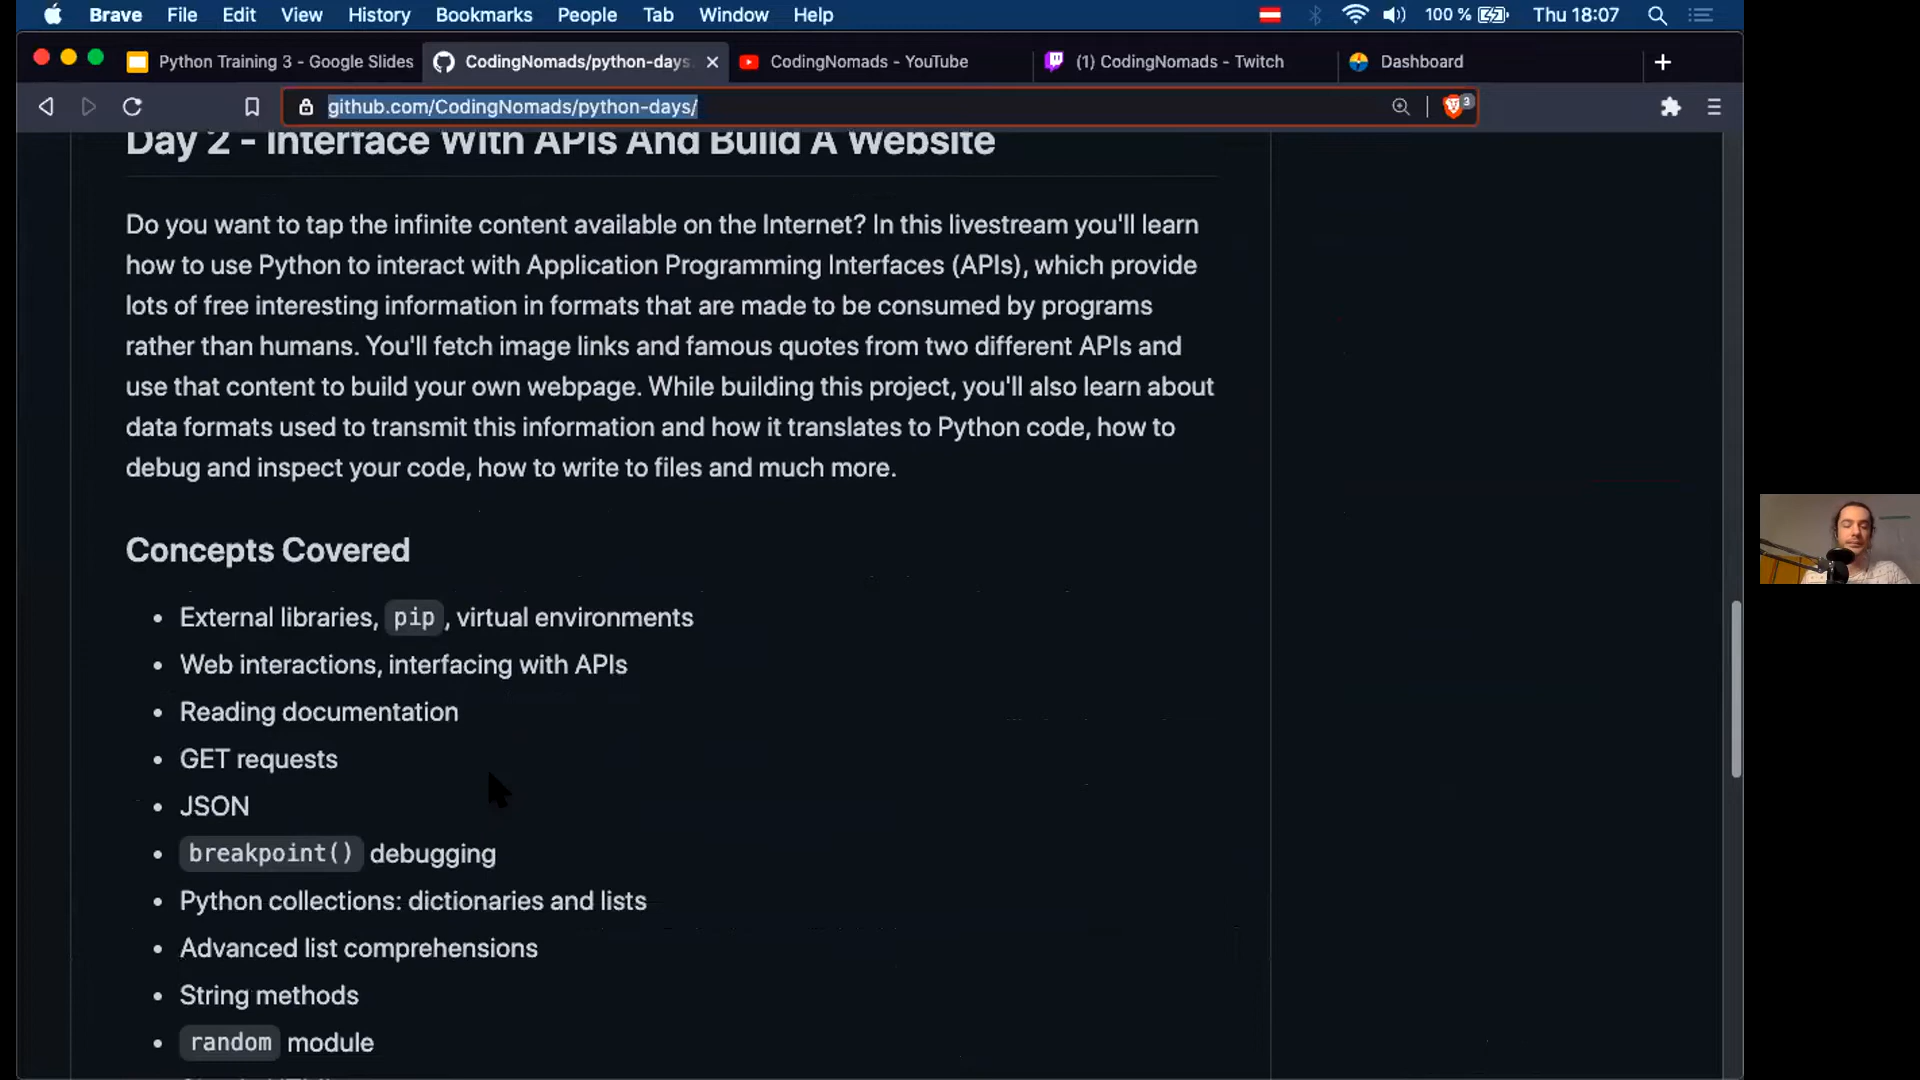 Brave File Edit View History Bookmarks People Tab Window Help 100 % Thu 18:07
Python Training 3 - Google Slides CodingNomads/python-days CodingNomads - YouTube (1) CodingNomads - Twitch Dashboard
github.com/CodingNomads/python-days/ 3
Day 2 - Interface With APIs And Build A Website
Do you want to tap the infinite content available on the Internet? In this livestream you'll learn
how to use Python to interact with Application Programming Interfaces (APIs), which provide
lots of free interesting information in formats that are made to be consumed by programs
rather than humans. You'll fetch image links and famous quotes from two different APIs and
use that content to build your own webpage. While building this project, you'll also learn about
data formats used to transmit this information and how it translates to Python code, how to
debug and inspect your code, how to write to files and much more.
Concepts Covered
• External libraries, pip, virtual environments
• Web interactions, interfacing with APIs
• Reading documentation
• GET requests
• JSON
• breakpoint() debugging
• Python collections: dictionaries and lists
• Advanced list comprehensions
• String methods
• random module